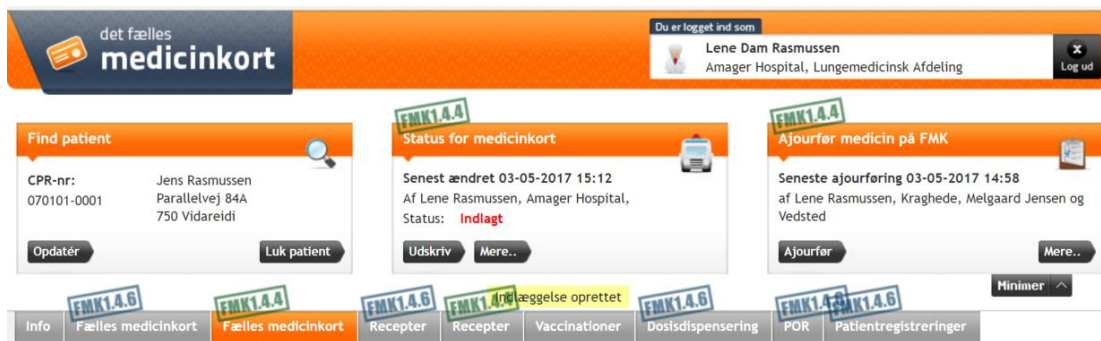 det fælles
medicinkort
Du er logget ind som
Lene Dam Rasmussen
Amager Hospital, Lungemedicinsk Afdeling
Log ud
Find patient
CPR-nr:
070101-0001
Jens Rasmussen
Parallelvej 84A
750 Vidareidi
Opdatér
Luk patient
FMK1.4.4
Status for medicinkort
Senest ændret 03-05-2017 15:12
Af Lene Rasmussen, Amager Hospital,
Status: Indlagt
Udskriv
Mere..
FMK1.4.4
Ajourfør medicin på FMK
Seneste ajourføring 03-05-2017 14:58
af Lene Rasmussen, Kraghede, Melgaard Jensen og
Vedsted
Ajourfør
Mere..
Minimer
Indlæggelse oprettet
FMK1.4.6
FMK1.4.4
FMK1.4.6
FMK1.4.4
FMK1.4.6
FMK1.4.6
FMK1.4.6
Info
Fælles medicinkort
Fælles medicinkort
Recepter
Recepter
Vaccinationer
Dosisdispensering
POR
Patientregistreringer